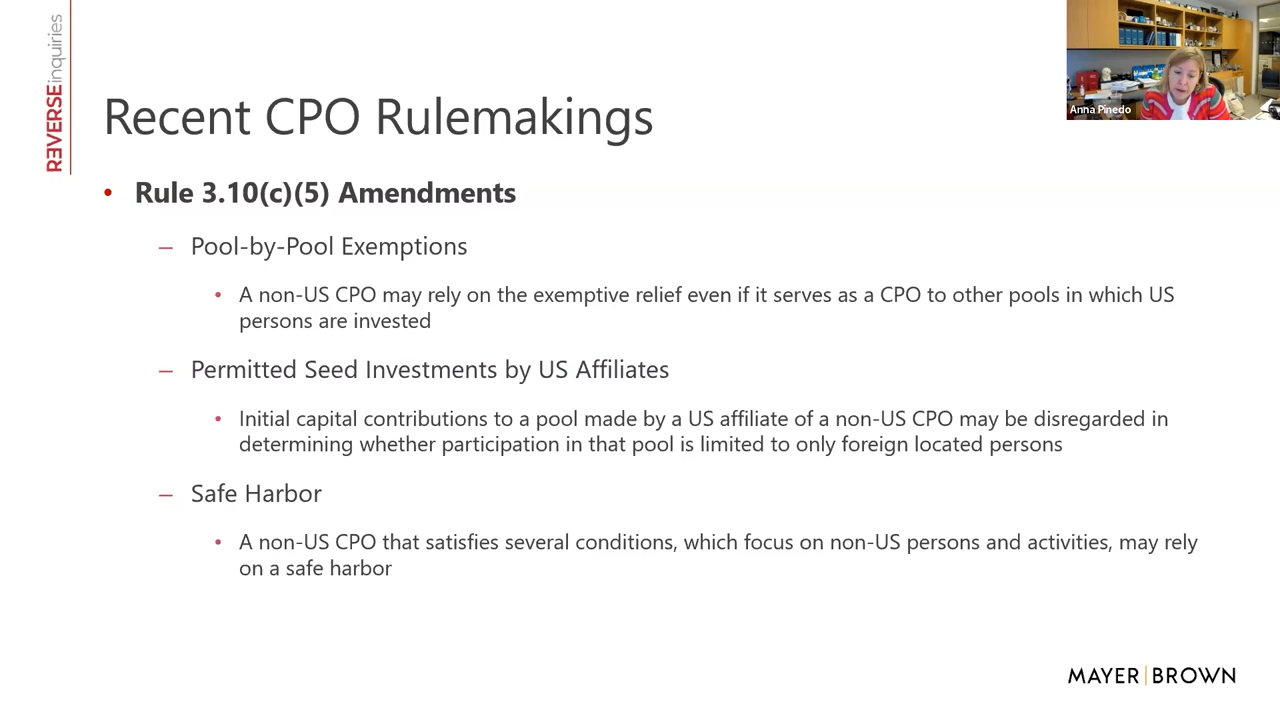 REVERSEinquiries
Anna Pinedo
Recent CPO Rulemakings
• Rule 3.10(c)(5) Amendments
– Pool-by-Pool Exemptions
• A non-US CPO may rely on the exemptive relief even if it serves as a CPO to other pools in which US
persons are invested
– Permitted Seed Investments by US Affiliates
• Initial capital contributions to a pool made by a US affiliate of a non-US CPO may be disregarded in
determining whether participation in that pool is limited to only foreign located persons
– Safe Harbor
• A non-US CPO that satisfies several conditions, which focus on non-US persons and activities, may rely
on a safe harbor
MAYER | BROWN